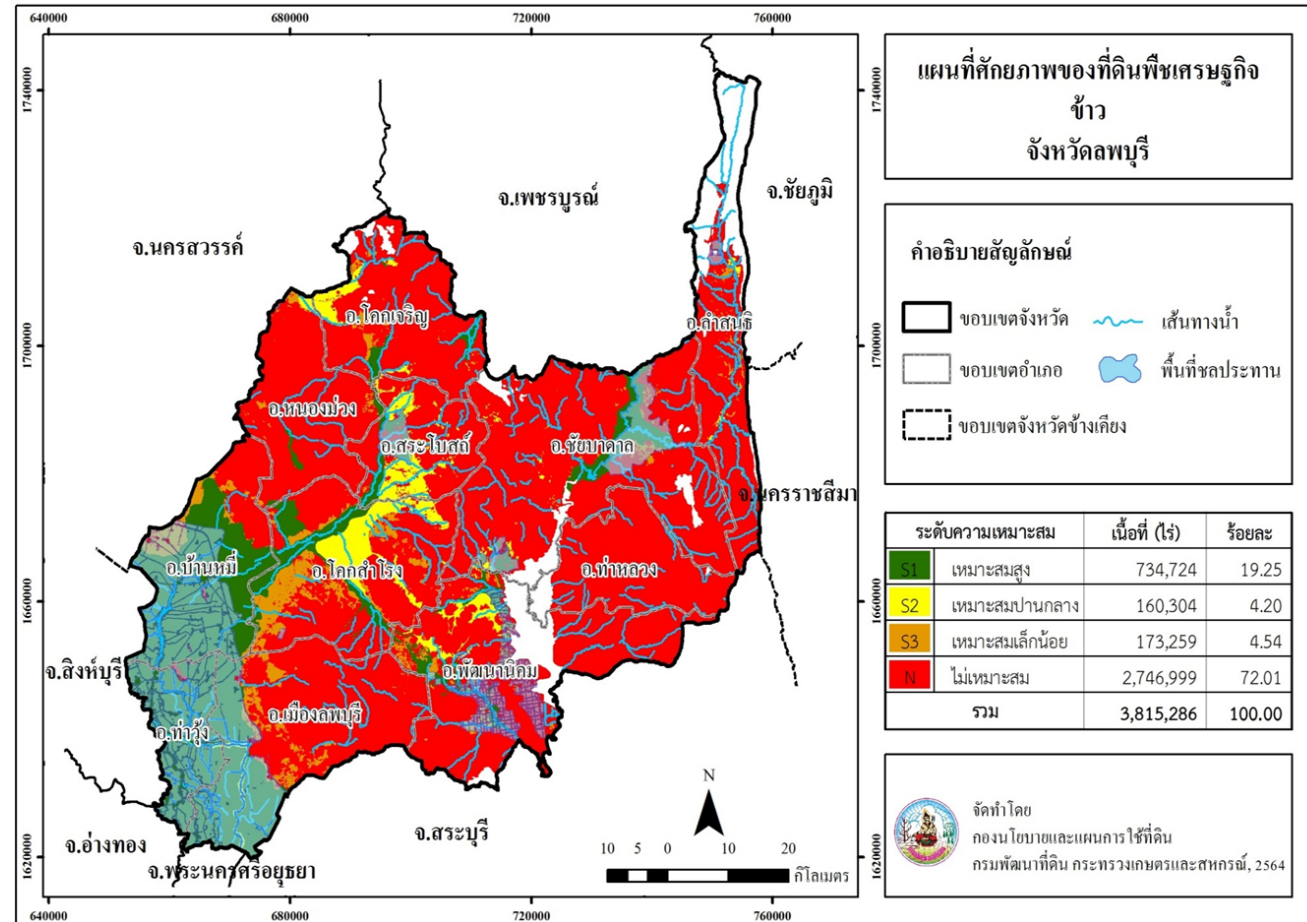 640000 680000 720000 760000
แผนที่ศักยภาพของที่ดินพืชเศรษฐกิจ
ข้าว
จังหวัดลพบุรี
1740000 1740000
จ.เพชรบูรณ์
จ.ชัยภูมิ
จ.นครสวรรค์
อ.โคกเจริญ
อ.ลำสนธิ
1700000 1700000
อ.หนองม่วง
อ.สระโบสถ์
อ.ชัยบาดาล
จ.นครราชสีมา
อ.บ้านหมี่
อ.โคกสำโรง
อ.ท่าหลวง
1660000 1660000
จ.สิงห์บุรี
อ.พัฒนานิคม
อ.ท่าวุ้ง
อ.เมืองลพบุรี
N
จ.สระบุรี
จ.อ่างทอง
10 5 0 10 20
กิโลเมตร
จ.พระนครศรีอยุธยา
1620000 1620000
640000 680000 720000 760000
คำอธิบายสัญลักษณ์
ขอบเขตจังหวัด เส้นทางน้ำ
ขอบเขตอำเภอ พื้นที่ชลประทาน
ขอบเขตจังหวัดข้างเคียง
ระดับความเหมาะสม เนื้อที่ (ไร่) ร้อยละ
S1 เหมาะสมสูง 734,724 19.25
S2 เหมาะสมปานกลาง 160,304 4.20
S3 เหมาะสมเล็กน้อย 173,259 4.54
N ไม่เหมาะสม 2,746,999 72.01
รวม 3,815,286 100.00
จัดทำโดย
กองนโยบายและแผนการใช้ที่ดิน
กรมพัฒนาที่ดิน กระทรวงเกษตรและสหกรณ์, 2564